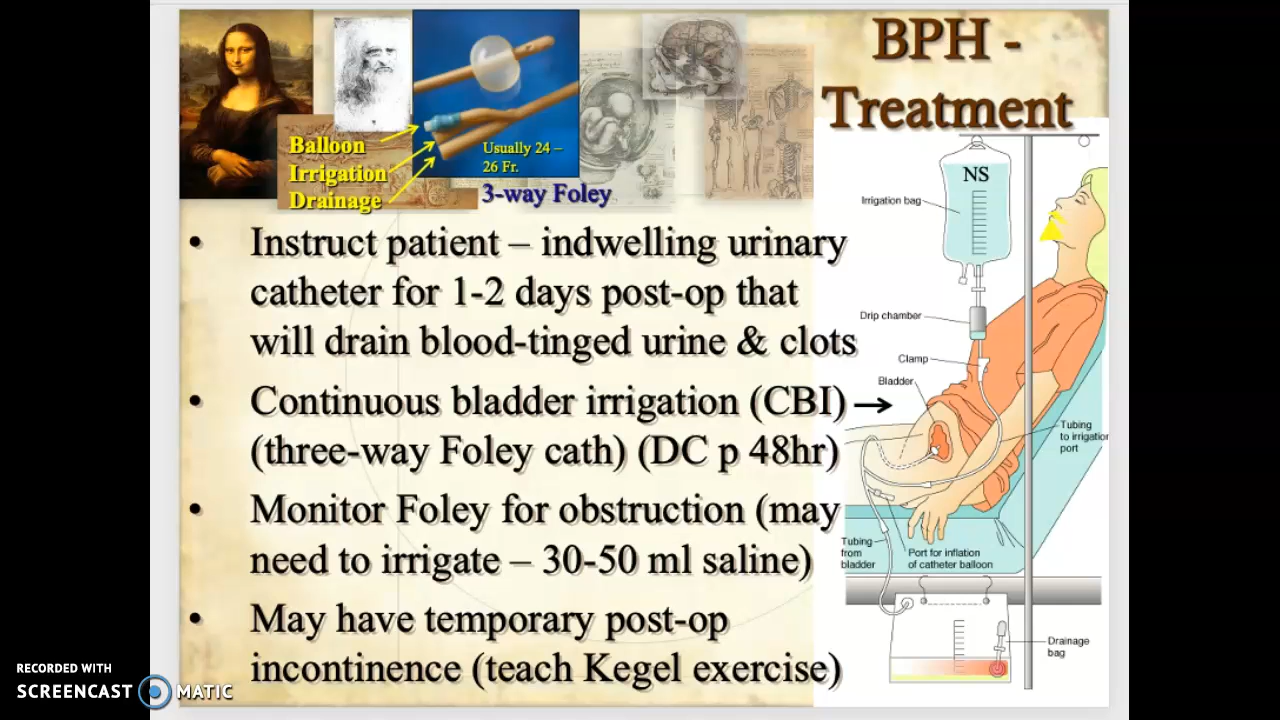 BPH -
Treatment
Balloon
Irrigation
Drainage
Usually 24 –
26 Fr.
3-way Foley
• Instruct patient – indwelling urinary
catheter for 1-2 days post-op that
will drain blood-tinged urine & clots
• Continuous bladder irrigation (CBI) →
(three-way Foley cath) (DC p 48hr)
• Monitor Foley for obstruction (may
need to irrigate – 30-50 ml saline)
• May have temporary post-op
incontinence (teach Kegel exercise)
NS
Irrigation bag
Drip chamber
Clamp
Bladder
Tubing
to irrigation
port
Tubing
from
bladder
Port for inflation
of catheter balloon
Drainage
bag
RECORDED WITH
SCREENCAST MATIC